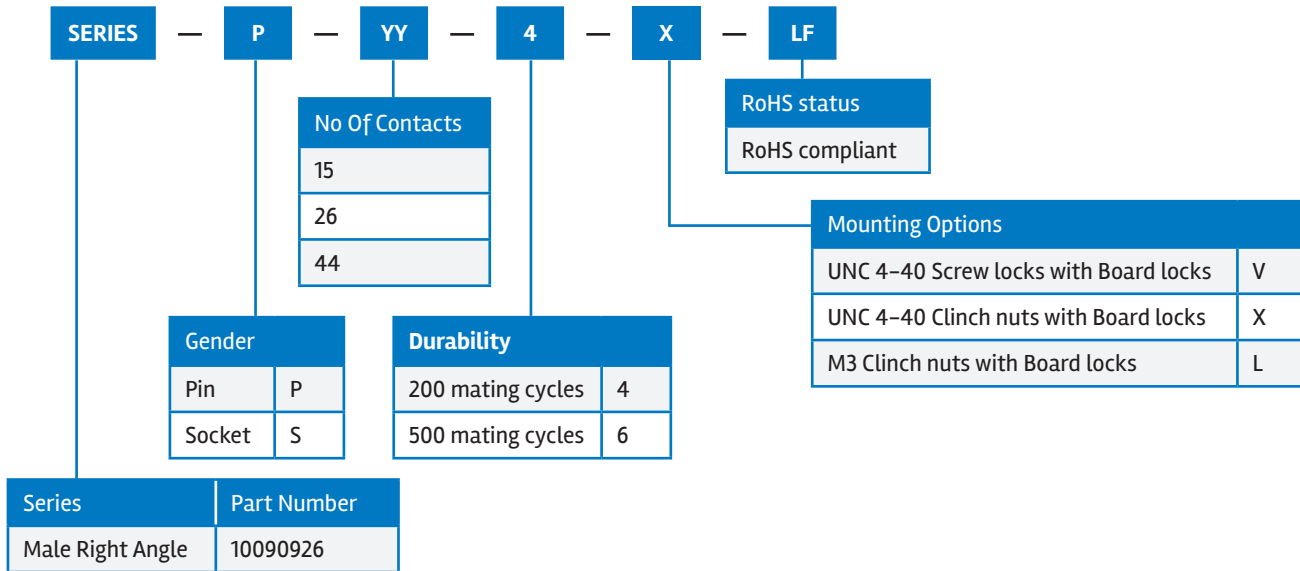 SERIES — P — YY — 4 — X — LF
RoHS status
RoHS compliant
No Of Contacts
15
26
44
Mounting Options
UNC 4–40 Screw locks with Board locks V
UNC 4–40 Clinch nuts with Board locks X
M3 Clinch nuts with Board locks L
Gender
Pin P
Socket S
Durability
200 mating cycles 4
500 mating cycles 6
Series Part Number
Male Right Angle 10090926